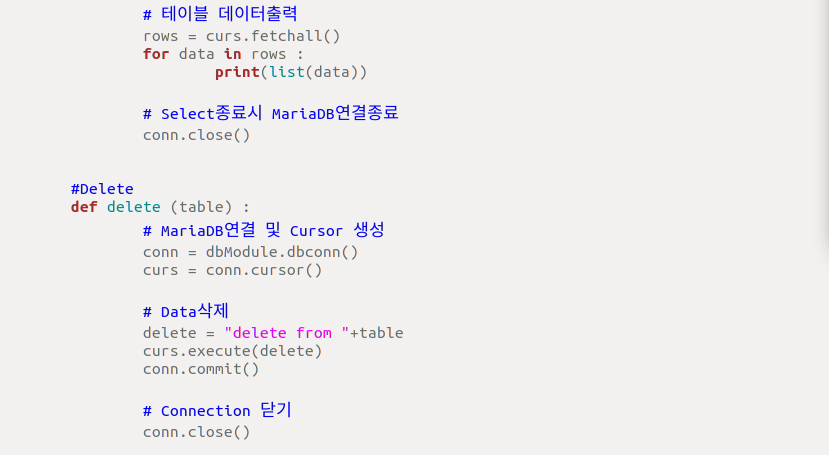 # 테이블 데이터출력
rows = curs.fetchall()
for data in rows :
print(list(data))
# Select종료시 MariaDB연결종료
conn.close()
#Delete
def delete (table) :
# MariaDB연결 및 Cursor 생성
conn = dbModule.dbconn()
curs = conn.cursor()
# Data삭제
delete = "delete from "+table
curs.execute(delete)
conn.commit()
# Connection 닫기
conn.close()